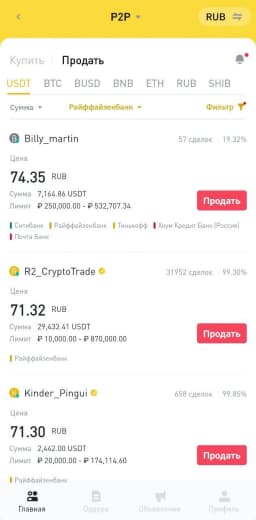 P2P
RUB
Купить
Продать
USDT BTC BUSD BNB ETH RUB SHIB
Сумма Райффайзенбанк Фильтр
Billy_martin 57 сделок 19.32%
Цена
74.35 RUB
Сумма 7,164.86 USDT
Лимит ₽ 250,000.00 - ₽ 532,707.34
Продать
Ситибанк Райффайзенбанк Тинькофф Хоум Кредит Банк (Россия)
Почта Банк
R2_CryptoTrade 31952 сделок 99.30%
Цена
71.32 RUB
Сумма 29,433.41 USDT
Лимит ₽ 10,000.00 - ₽ 870,000.00
Продать
Райффайзенбанк
Kinder_Pingui 658 сделок 99.85%
Цена
71.30 RUB
Сумма 2,442.00 USDT
Лимит ₽ 20,000.00 - ₽ 174,114.60
Продать
Райффайзенбанк
Главная Ордера Объявления Профиль